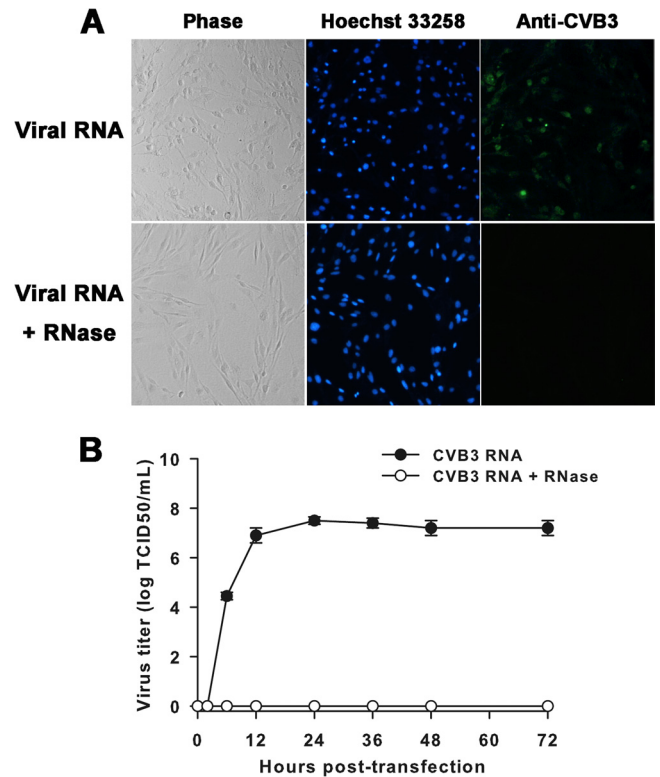 A
Phase Hoechst 33258 Anti-CVB3
Viral RNA
Viral RNA
+ RNase
B
CVB3 RNA
CVB3 RNA + RNase
Virus titer (log TCID50/mL)
10
8
6
4
2
0
0 12 24 36 48 60 72
Hours post-transfection